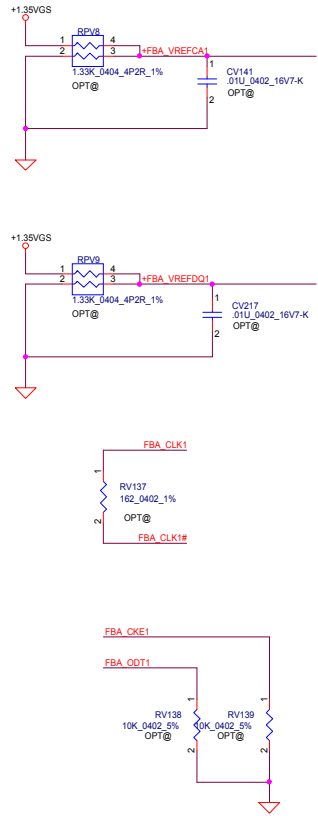 +1.35VGS
RPV8
1 4 +FBA_VREFCA1
2 3
1.33K_0404_4P2R_1%
OPT@
1
CV141
.01U_0402_16V7-K
OPT@
2
+1.35VGS
RPV9
1 4
2 3 +FBA_VREFDQ1
1.33K_0404_4P2R_1%
OPT@
1
CV217
.01U_0402_16V7-K
OPT@
2
FBA_CLK1
1
RV137
162_0402_1%
OPT@
2
FBA_CLK1#
FBA_CKE1
FBA_ODT1
1 1
RV138 RV139
10K_0402_5% 10K_0402_5%
OPT@ OPT@
2 2